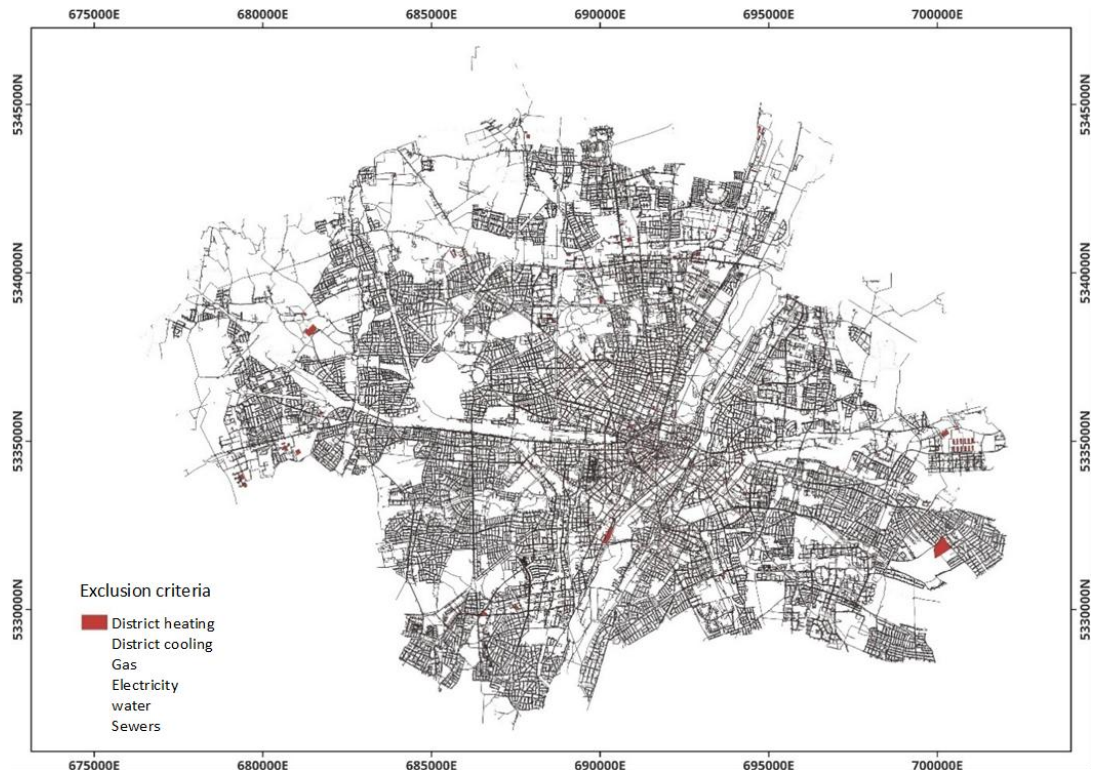 675000E 680000E 685000E 690000E 695000E 700000E
5345000N 5345000N
5340000N 5340000N
5335000N 5335000N
5330000N 5330000N
Exclusion criteria
District heating
District cooling
Gas
Electricity
water
Sewers
675000E 680000E 685000E 690000E 695000E 700000E